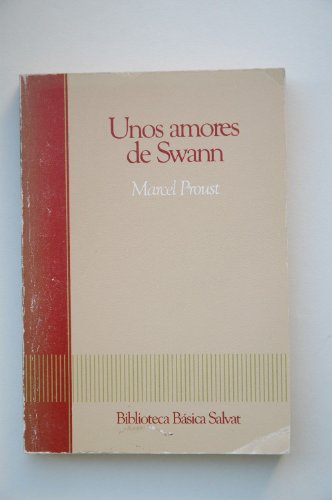 Unos amores
de Swann
Marcel Proust
Biblioteca Básica Salvat